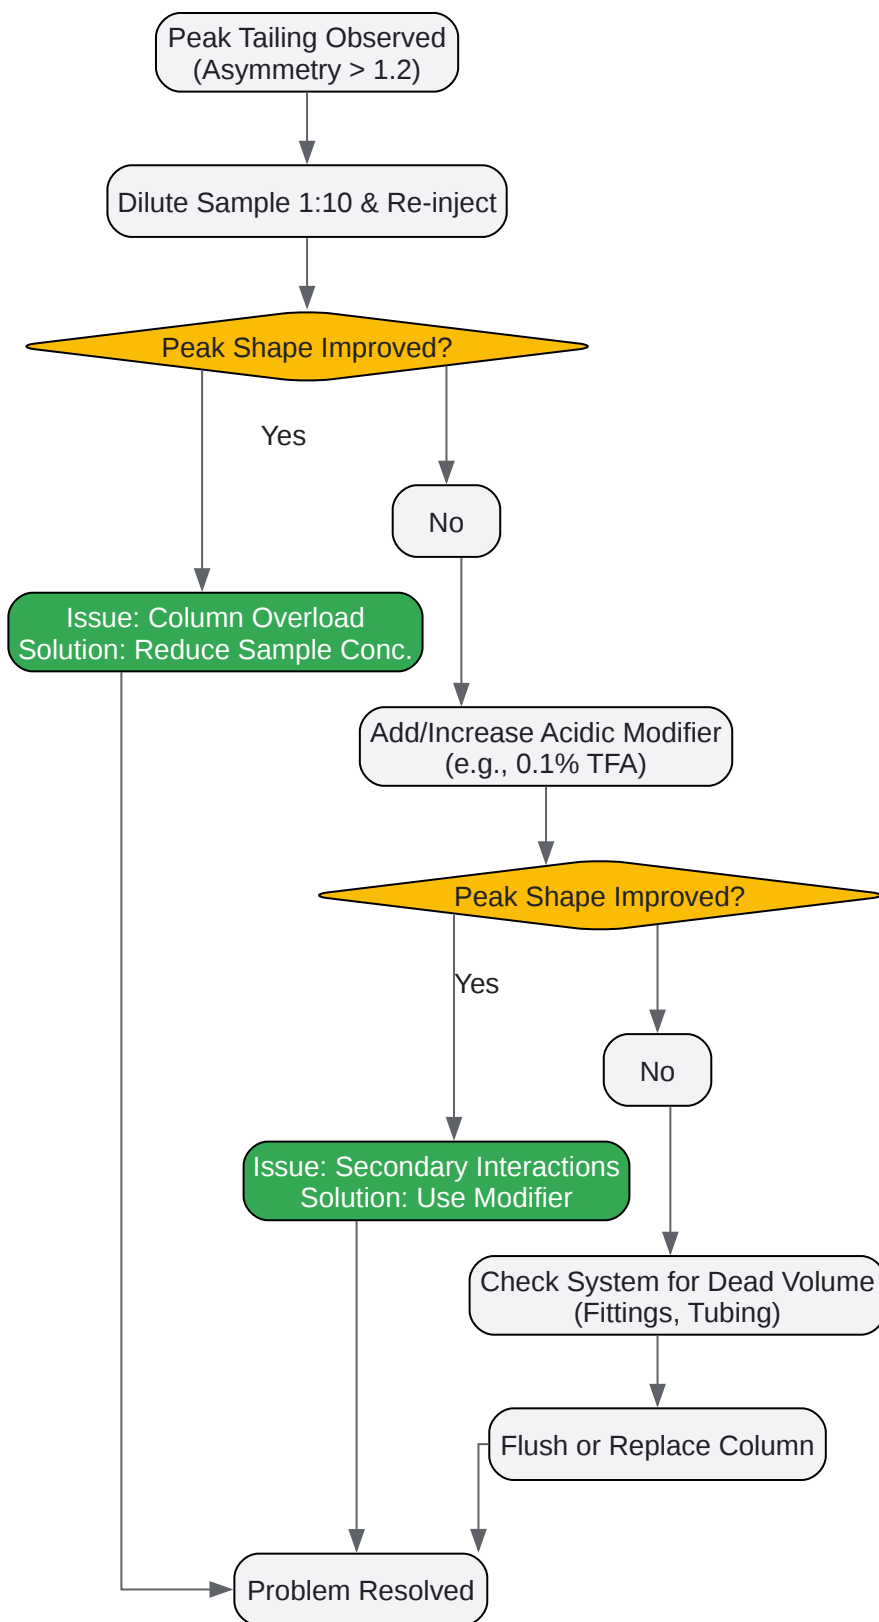 Peak Tailing Observed
(Asymmetry > 1.2)
Dilute Sample 1:10 & Re-inject
Peak Shape Improved?
Yes
No
Issue: Column Overload
Solution: Reduce Sample Conc.
Add/Increase Acidic Modifier
(e.g., 0.1% TFA)
Peak Shape Improved?
Yes
No
Issue: Secondary Interactions
Solution: Use Modifier
Check System for Dead Volume
(Fittings, Tubing)
Flush or Replace Column
Problem Resolved